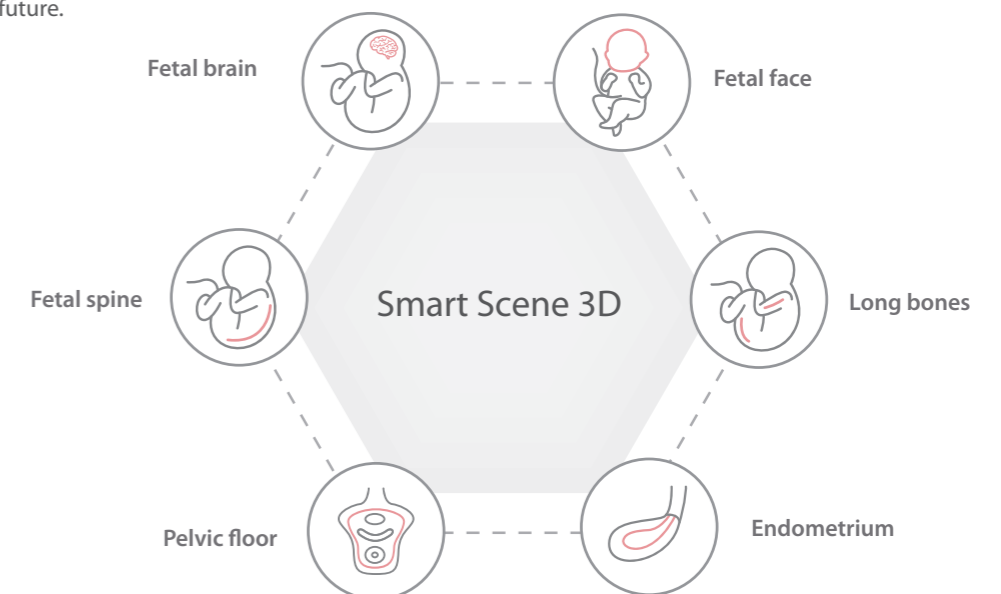 future.
Fetal brain
Fetal face
Fetal spine
Smart Scene 3D
Long bones
Pelvic floor
Endometrium